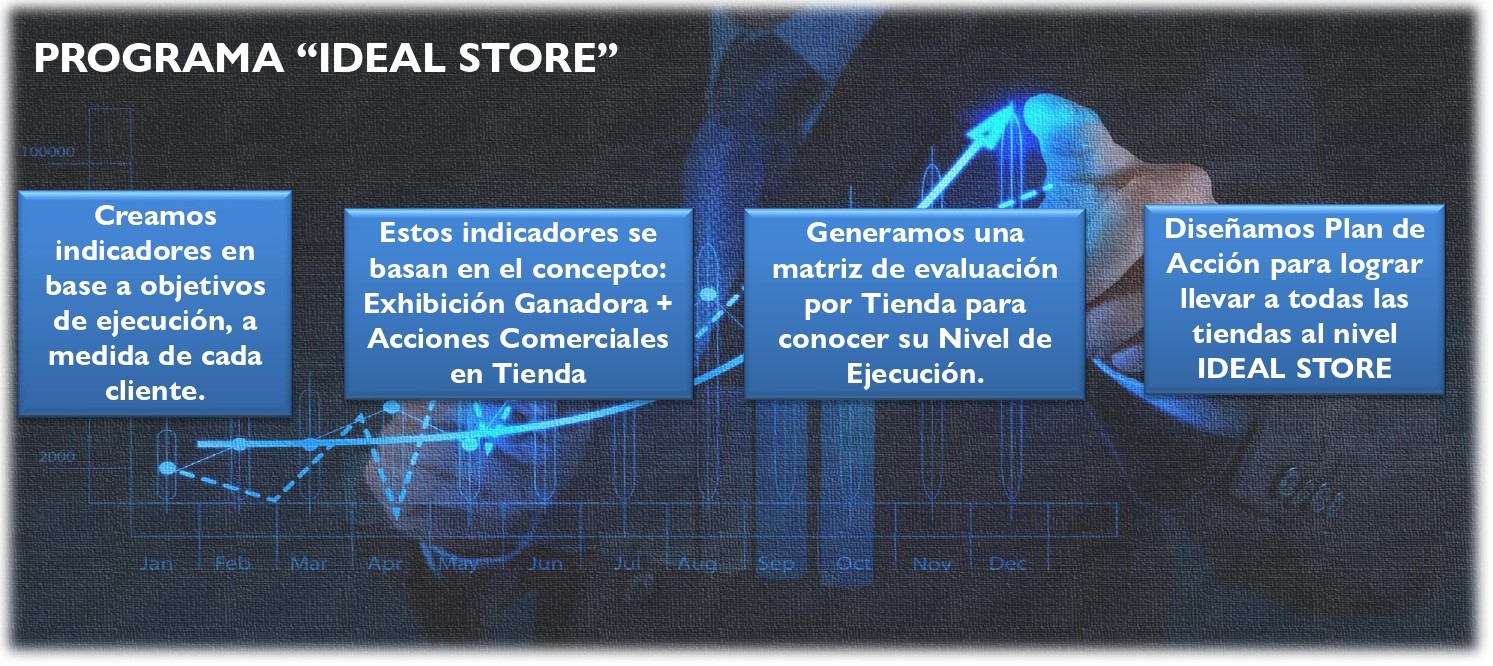 PROGRAMA “IDEAL STORE”
Creamos
indicadores en
base a objetivos
de ejecución, a
medida de cada
cliente.
Estos indicadores se
basan en el concepto:
Exhibición Ganadora +
Acciones Comerciales
en Tienda
Generamos una
matriz de evaluación
por Tienda para
conocer su Nivel de
Ejecución.
Diseñamos Plan de
Acción para lograr
llevar a todas las
tiendas al nivel
IDEAL STORE
100000
2000
Jan Feb Mar Apr May Jun Jul Aug Sep Oct Nov Dec